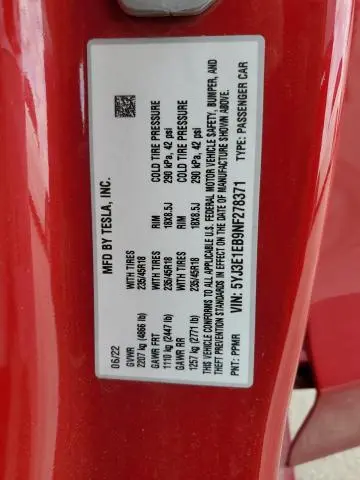 MFD BY TESLA, INC.
06/22
GVWR WITH TIRES RIM COLD TIRE PRESSURE
2207 kg (4866 lb) 235/45R18 18X8.5J 290 kPa, 42 psi
GAWR FRT WITH TIRES RIM COLD TIRE PRESSURE
1110 kg (2447 lb) 235/45R18 18X8.5J 290 kPa, 42 psi
GAWR RR
1257 kg (2771 lb)
THIS VEHICLE CONFORMS TO ALL APPLICABLE U.S. FEDERAL MOTOR VEHICLE SAFETY, BUMPER, AND
THEFT PREVENTION STANDARDS IN EFFECT ON THE DATE OF MANUFACTURE SHOWN ABOVE.
VIN: 5YJ3E1EB9NF278371
PNT: PPMR TYPE: PASSENGER CAR